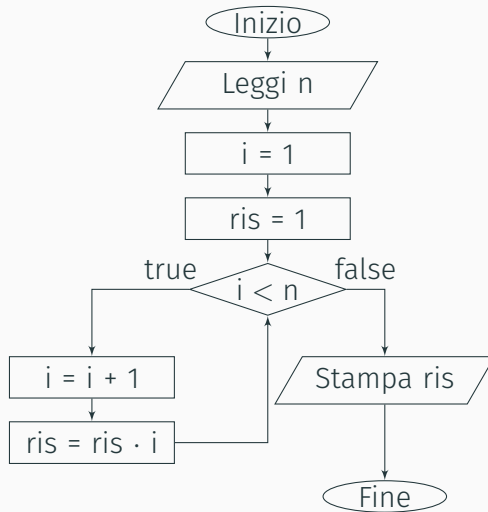 Inizio
Leggi n
i = 1
ris = 1
true
false
i < n
i = i + 1
Stampa ris
ris = ris · i
Fine